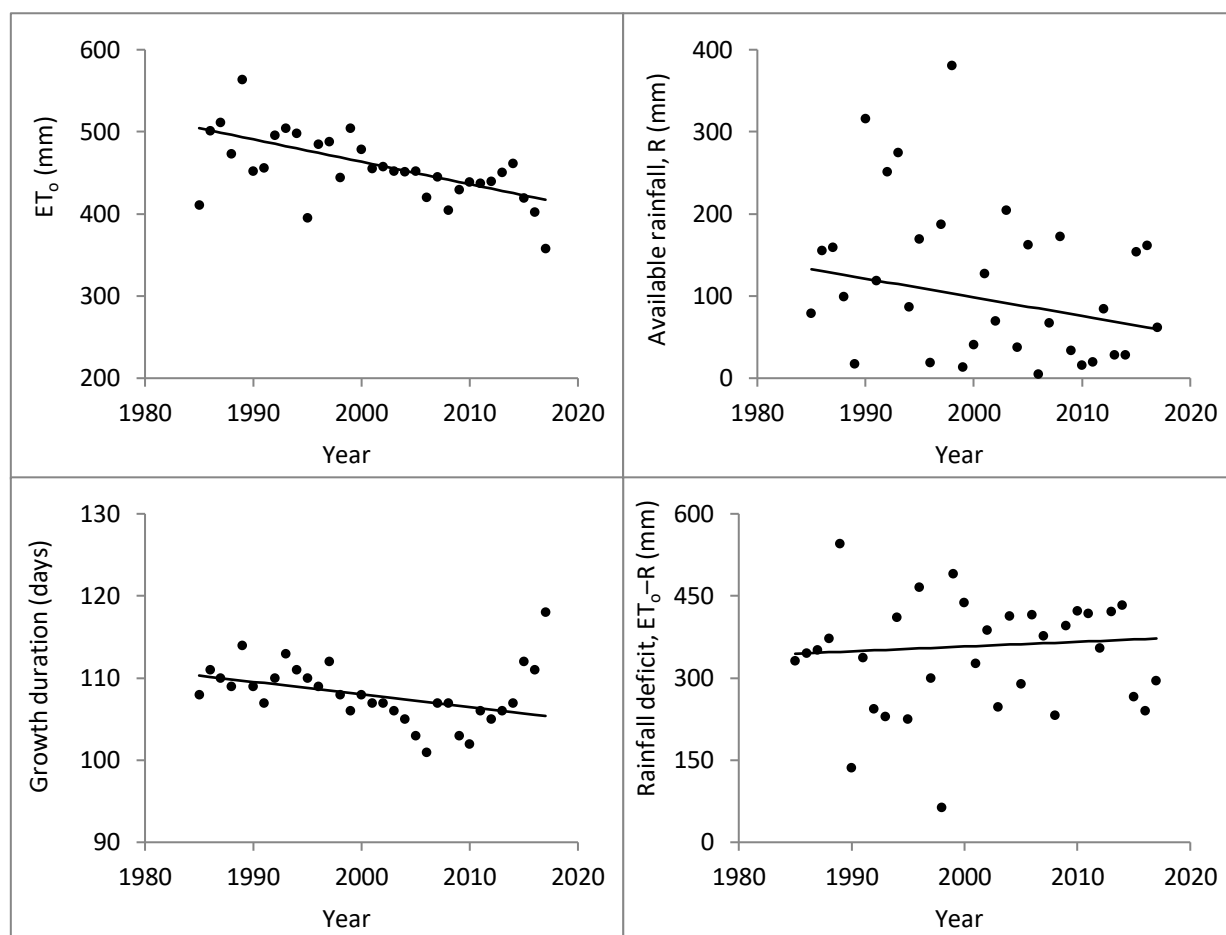 ETₒ (mm)
600
500
400
300
200
1980 1990 2000 2010 2020
Year
Available rainfall, R (mm)
400
300
200
100
0
1980 1990 2000 2010 2020
Year
Growth duration (days)
130
120
110
100
90
1980 1990 2000 2010 2020
Year
Rainfall deficit, ETₒ–R (mm)
600
450
300
150
0
1980 1990 2000 2010 2020
Year